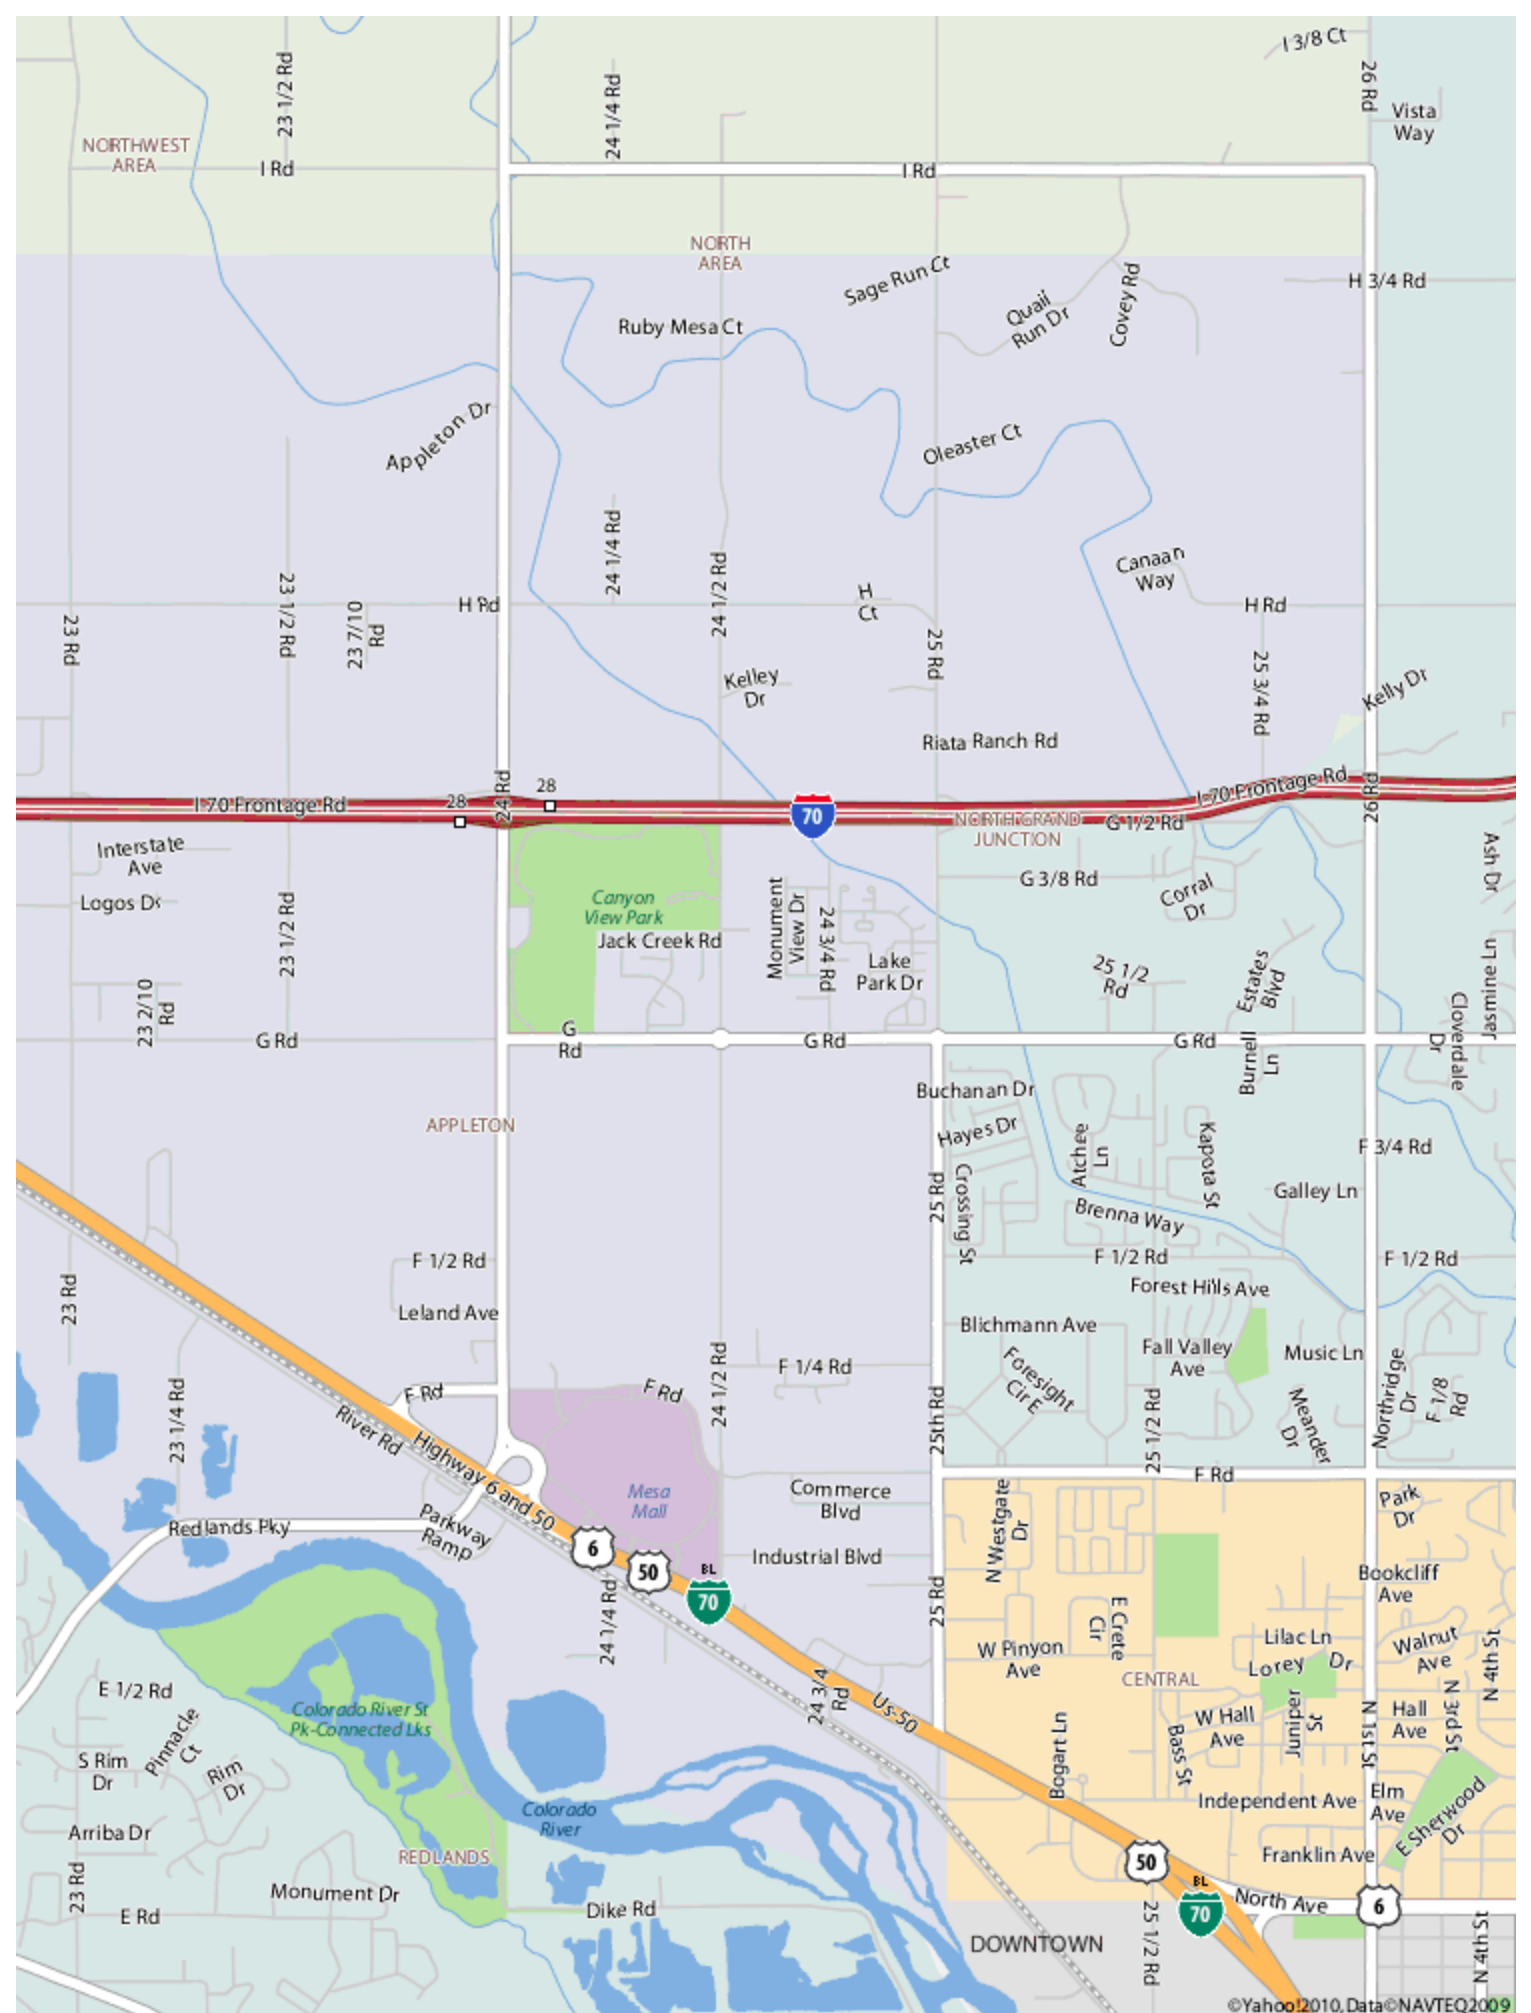 I 3/8 Ct
26 Rd
Vista
Way
23 1/2 Rd
24 1/4 Rd
NORTHWEST
AREA
I Rd
I Rd
NORTH
AREA
Sage Run Ct
Quail
Run Dr
Covey Rd
H 3/4 Rd
Ruby Mesa Ct
Appleton Dr
Oleaster Ct
24 1/4 Rd
24 1/2 Rd
Canaan
Way
23 Rd
23 1/2 Rd
23 7/10
Rd
H Rd
H
Ct
H Rd
25 Rd
25 3/4 Rd
Kelley
Dr
Kelly Dr
Riata Ranch Rd
24 Rd
28
28
I 70 Frontage Rd
70
I 70 Frontage Rd
26 Rd
NORTH GRAND
JUNCTION
G 1/2 Rd
Interstate
Ave
Logos Dr
23 1/2 Rd
Canyon
View Park
Jack Creek Rd
Monument
View Dr
24 3/4 Rd
Lake
Park Dr
G 3/8 Rd
Corral
Dr
Ash Dr
25 1/2
Rd
Estates
Blvd
Jasmine Ln
Cloverdale
Dr
23 2/10
Rd
G Rd
G
Rd
G Rd
G Rd
Burnell
Ln
Buchanan Dr
Hayes Dr
APPLETON
Atchee
Ln
Kapota St
F 3/4 Rd
Galley Ln
25 Rd
Crossing St
Brenna Way
F 1/2 Rd
F 1/2 Rd
F 1/2 Rd
23 Rd
Leland Ave
Forest Hills Ave
Blichmann Ave
Fall Valley
Ave
Music Ln
F 1/4 Rd
24 1/2 Rd
Foresight
Cir E
Northridge
Dr
F 1/8
Rd
23 1/4 Rd
F Rd
F Rd
25th Rd
25 1/2 Rd
Meander
Dr
River Rd
Highway 6 and 50
F Rd
Mesa
Mall
Commerce
Blvd
N Westgate
Dr
Park
Dr
Redlands Pky
Parkway
Ramp
6
50
BL
70
Industrial Blvd
Bookcliff
Ave
24 1/4 Rd
25 Rd
E Crete
Cir
W Pinyon
Ave
Lilac Ln
Lorey Dr
Walnut
Ave
N 4th St
CENTRAL
E 1/2 Rd
Pinnacle
Ct
Colorado River St
Pk-Connected Lks
24 3/4
Rd
Us-50
Bogart Ln
Bass St
W Hall
Ave
Juniper
St
N 1st St
Hall
Ave
N 3rd St
S Rim
Dr
Rim
Dr
Colorado
River
Independent Ave
Elm
Ave
E Sherwood
Dr
Arriba Dr
REDLANDS
Franklin Ave
23 Rd
Monument Dr
50
BL
70
North Ave
6
E Rd
Dike Rd
DOWNTOWN
25 1/2 Rd
N 4th St
©Yahoo!2010, Data©NAVTEQ2009